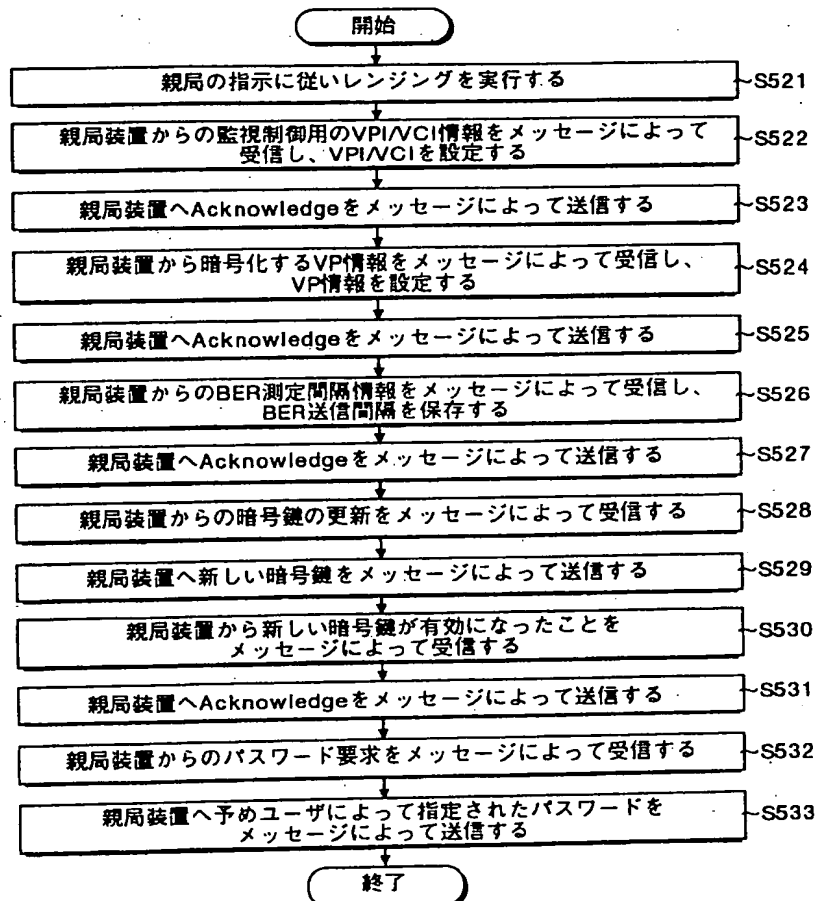 開始
親局の指示に従いレンジングを実行する
~S521
親局装置からの監視制御用のVPI/VCI情報をメッセージによって
受信し、VPI/VCIを設定する
~S522
親局装置へAcknowledgeをメッセージによって送信する
~S523
親局装置から暗号化するVP情報をメッセージによって受信し、
VP情報を設定する
~S524
親局装置へAcknowledgeをメッセージによって送信する
~S525
親局装置からのBER測定間隔情報をメッセージによって受信し、
BER送信間隔を保存する
~S526
親局装置へAcknowledgeをメッセージによって送信する
~S527
親局装置からの暗号鍵の更新をメッセージによって受信する
~S528
親局装置へ新しい暗号鍵をメッセージによって送信する
~S529
親局装置から新しい暗号鍵が有効になったことを
メッセージによって受信する
~S530
親局装置へAcknowledgeをメッセージによって送信する
~S531
親局装置からのパスワード要求をメッセージによって受信する
~S532
親局装置へ予めユーザによって指定されたパスワードを
メッセージによって送信する
~S533
終了